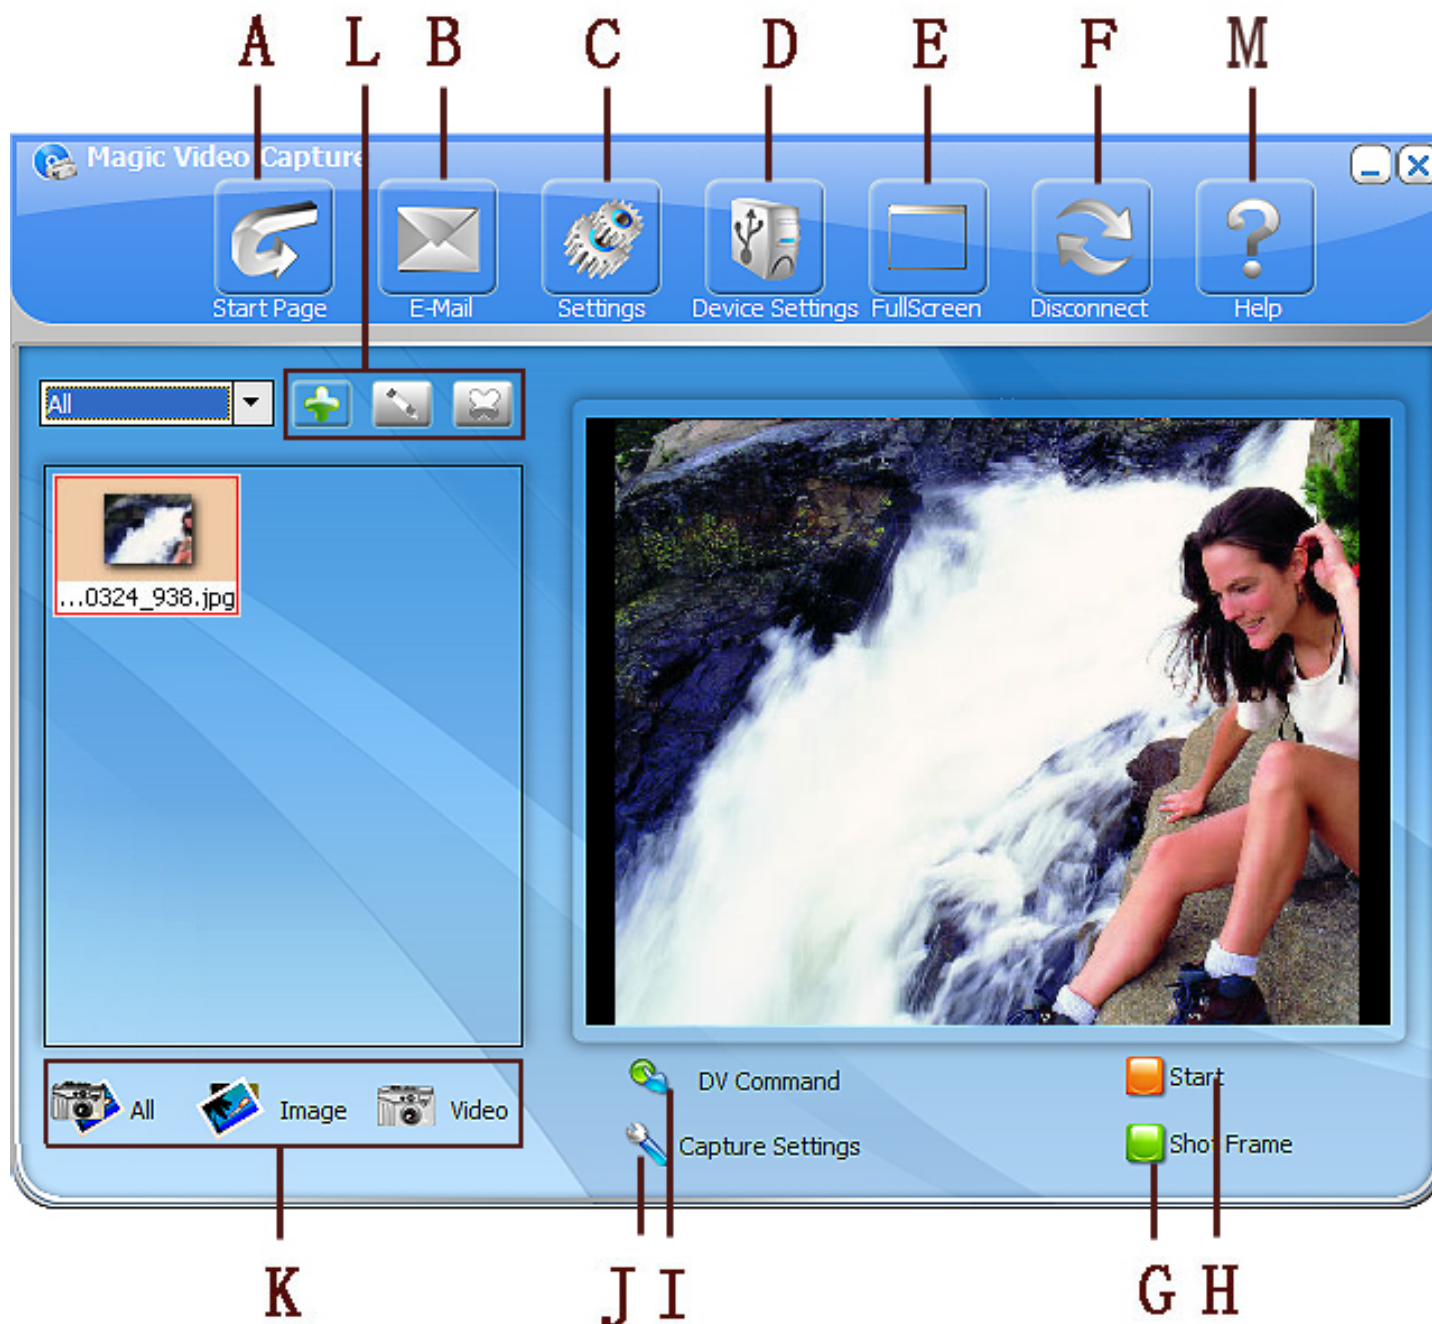 A L B C D E F M
Magic Video Capture
Start Page E-Mail Settings Device Settings FullScreen Disconnect Help
All
...0324_938.jpg
All Image Video
DV Command
Capture Settings
Start
Shot Frame
K J I G H